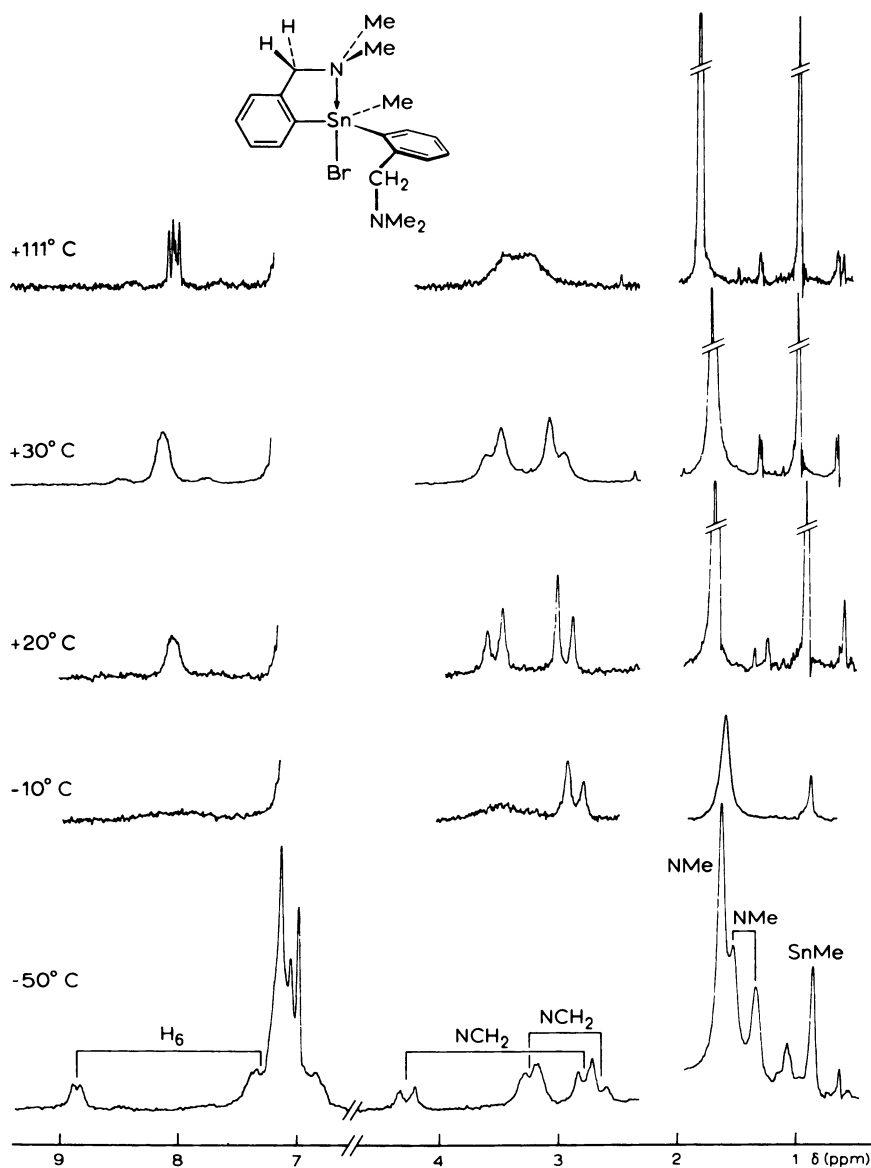 H
H
Me
N
Me
Me
Sn
Br
CH₂
NMe₂
+111° C
+30° C
+20° C
-10° C
-50° C
NMe
NMe
SnMe
H₆
NCH₂
NCH₂
9 8 7 4 3 2 1 δ (ppm)